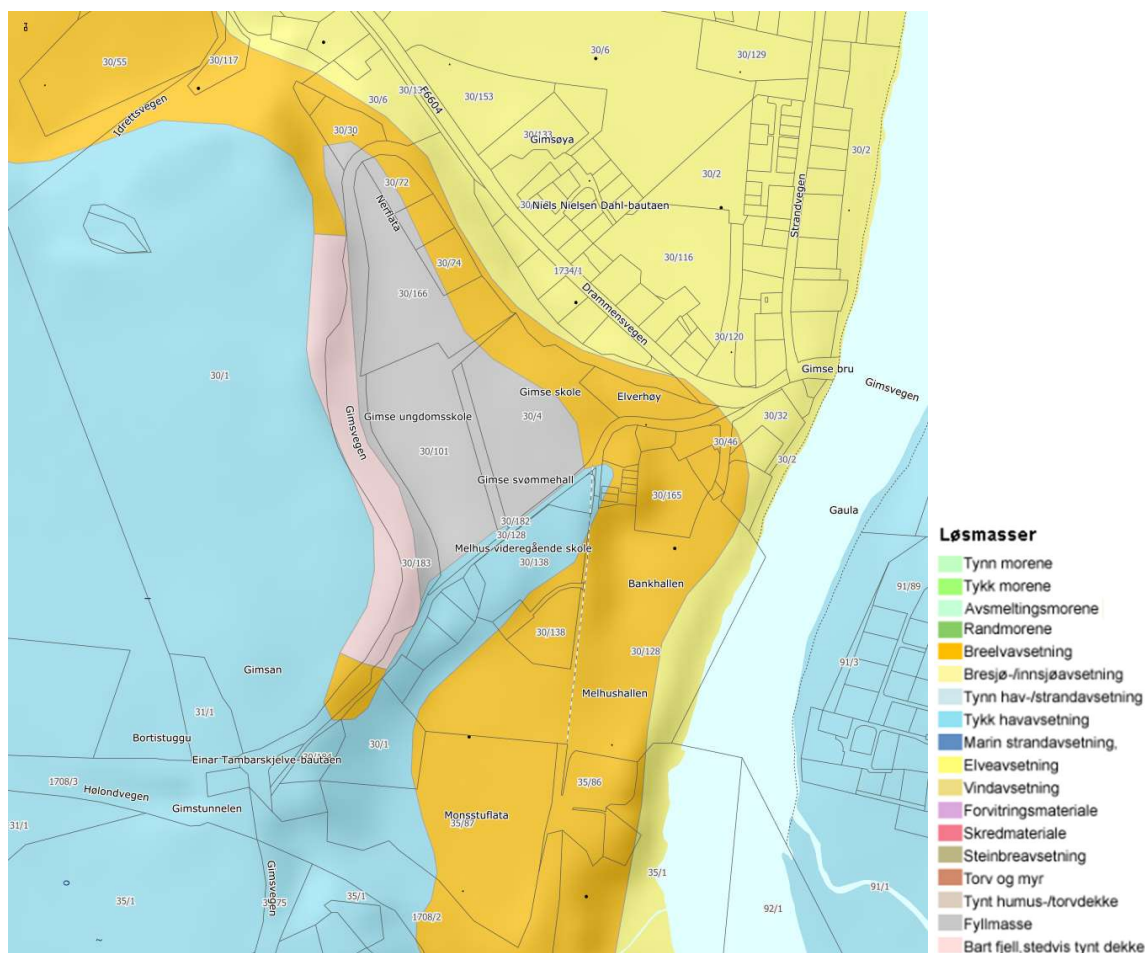 30/55
30/117
30/6
30/129
Idrettsvegen
30/6
30/153
F6604
30/30
30/133
Gimsøya
30/2
30/72
30/2
Nerflata
Niels Nielsen Dahl-bautaen
Strandvegen
30/74
1734/1
30/116
30/166
Drammensvegen
30/120
Gimse bru
Gimsvegen
30/1
Gimse skole
Elverhøy
Gimsvegen
Gimse ungdomsskole
30/4
30/32
30/46
30/101
30/2
Gimse svømmehall
30/165
Gaula
30/182
30/128
Melhus videregående skole
30/183
30/138
Bankhallen
91/89
30/138
30/128
91/3
Gimsan
Melhushallen
31/1
Bortistuggu
30/1
Einar Tambarskjelve-bautaen
30/184
1708/3
Hølondvegen
Gimstunnelen
35/86
31/1
Monsstuflata
35/87
Gimsvegen
35/1
35/1
35/1
91/1
1708/2
92/1
Løsmasser
Tynn morene
Tykk morene
Avsmeltingsmorene
Randmorene
Breelvavsetning
Bresjø-/innsjøavsetning
Tynn hav-/strandavsetning
Tykk havavsetning
Marin strandavsetning,
Elveavsetning
Vindavsetning
Forvitringsmateriale
Skredmateriale
Steinbreavsetning
Torv og myr
Tynt humus-/torvdekke
Fyllmasse
Bart fjell, stedvis tynt dekke